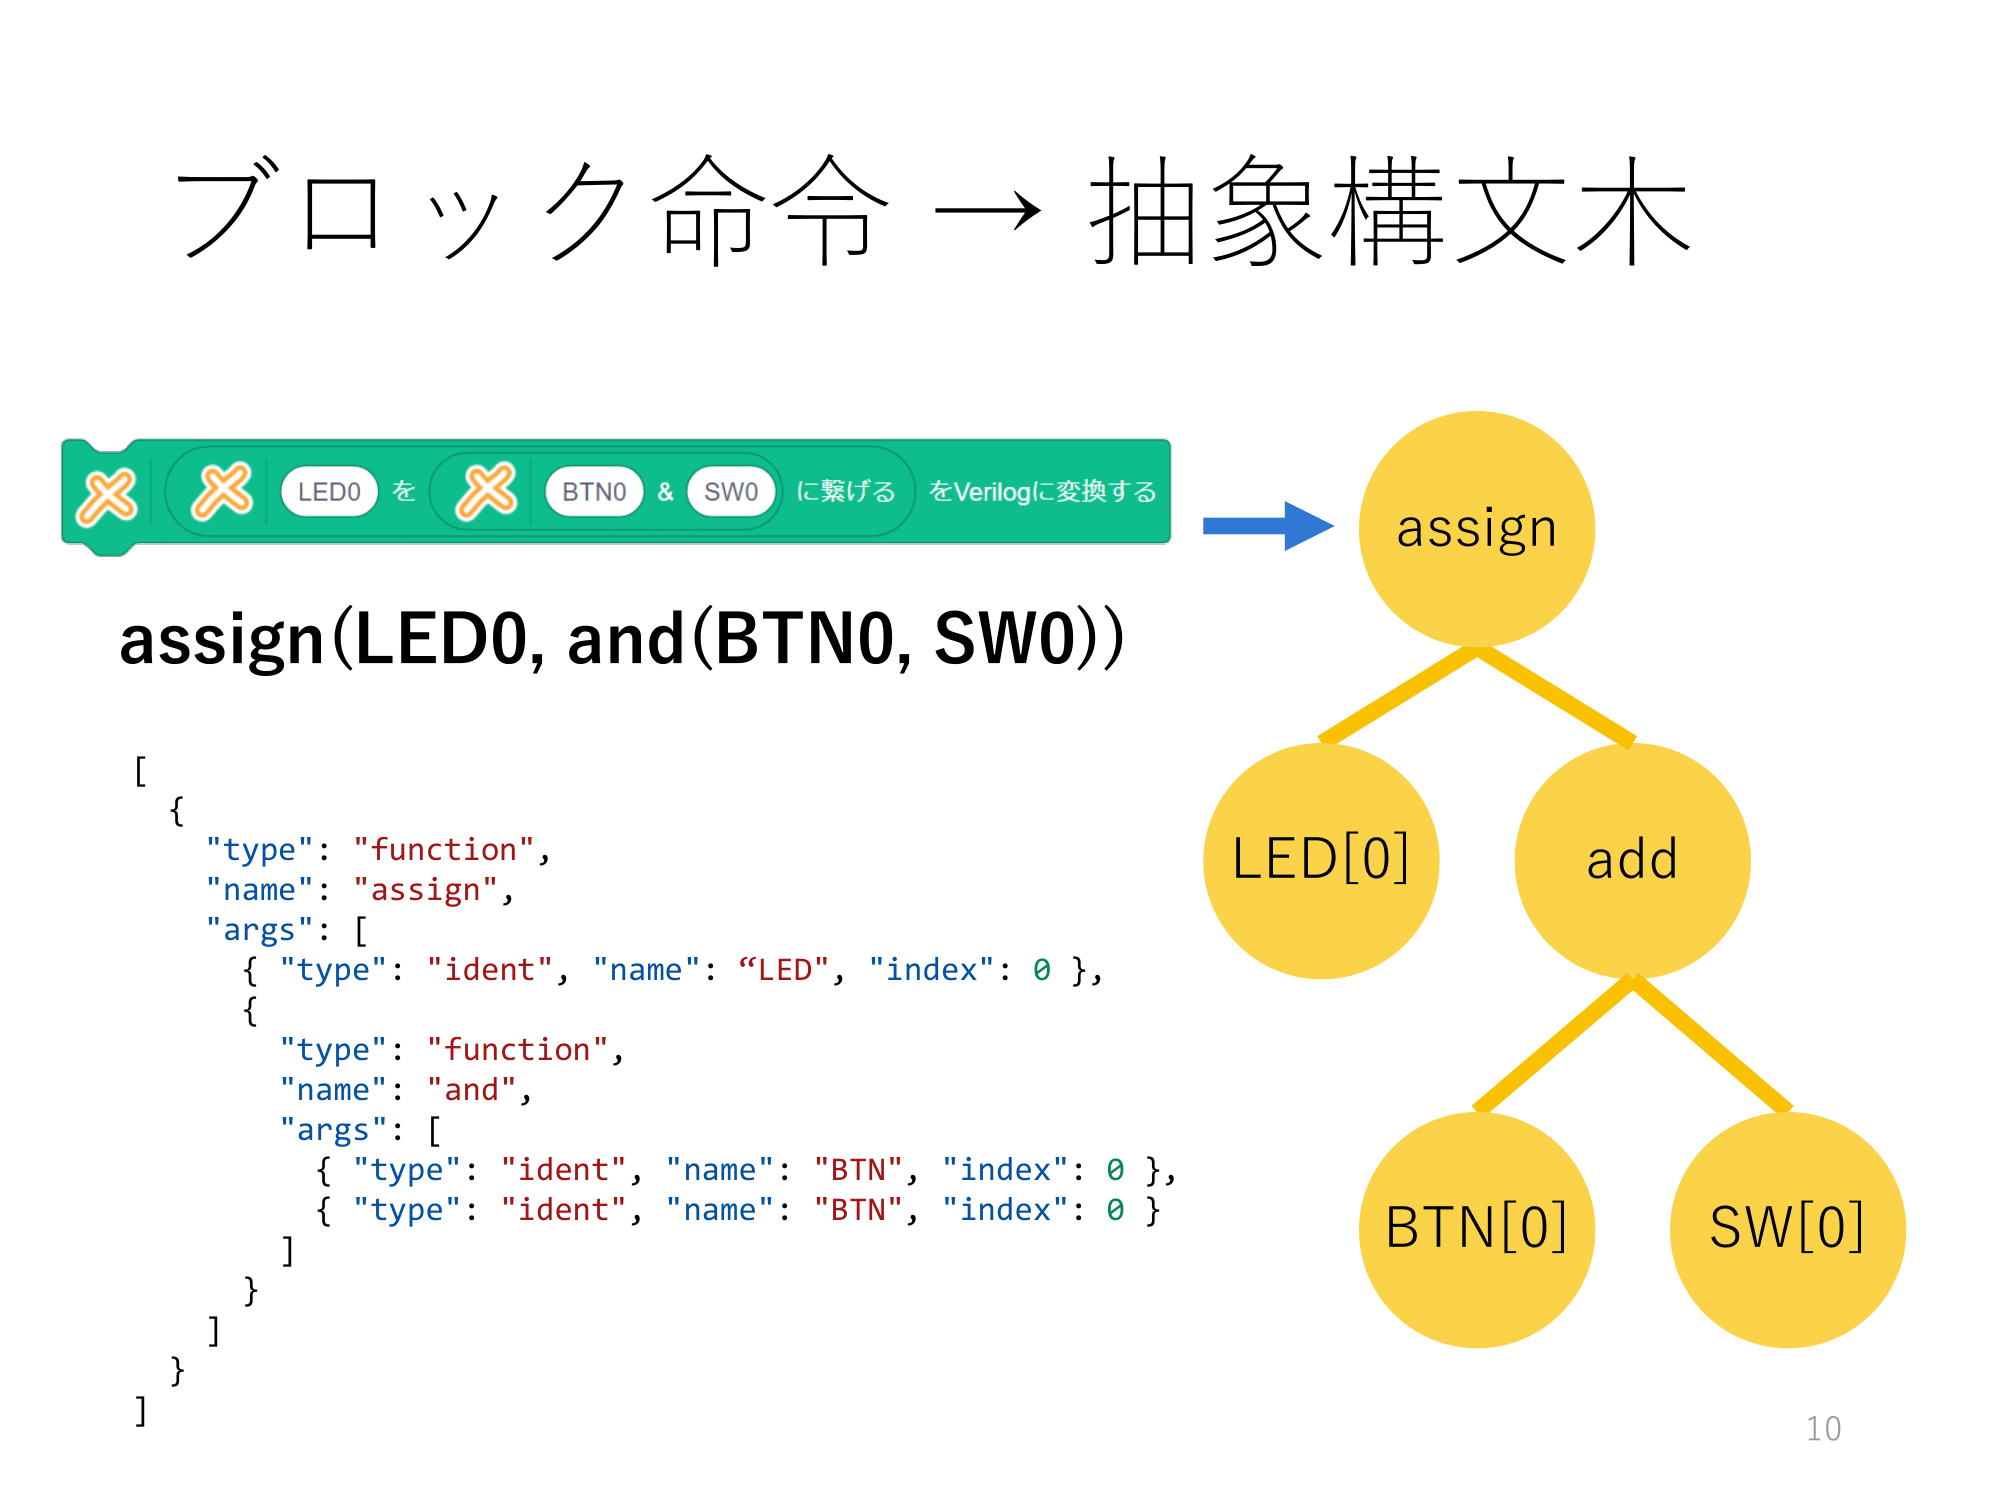 ブロック命令 → 抽象構文木
LED0 を BTN0 & SW0 に繋げる をVerilogに変換する
assign(LED0, and(BTN0, SW0))
[
  {
    "type": "function",
    "name": "assign",
    "args": [
      { "type": "ident", "name": “LED", "index": 0 },
      {
        "type": "function",
        "name": "and",
        "args": [
          { "type": "ident", "name": "BTN", "index": 0 },
          { "type": "ident", "name": "BTN", "index": 0 }
        ]
      }
    ]
  }
]
assign
LED[0]
add
BTN[0]
SW[0]
10